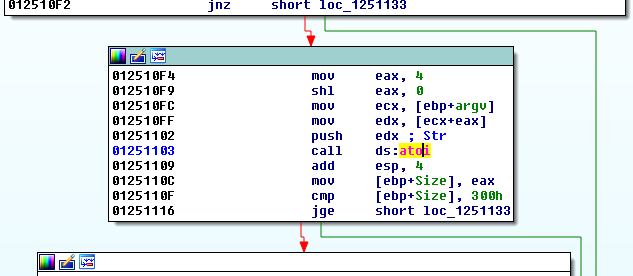 012510F2 jnz short loc_1251133
012510F4 mov eax, 4
012510F9 shl eax, 0
012510FC mov ecx, [ebp+argv]
012510FF mov edx, [ecx+eax]
01251102 push edx ; Str
01251103 call ds:atoi
01251109 add esp, 4
0125110C mov [ebp+Size], eax
0125110F cmp [ebp+Size], 300h
01251116 jge short loc_1251133